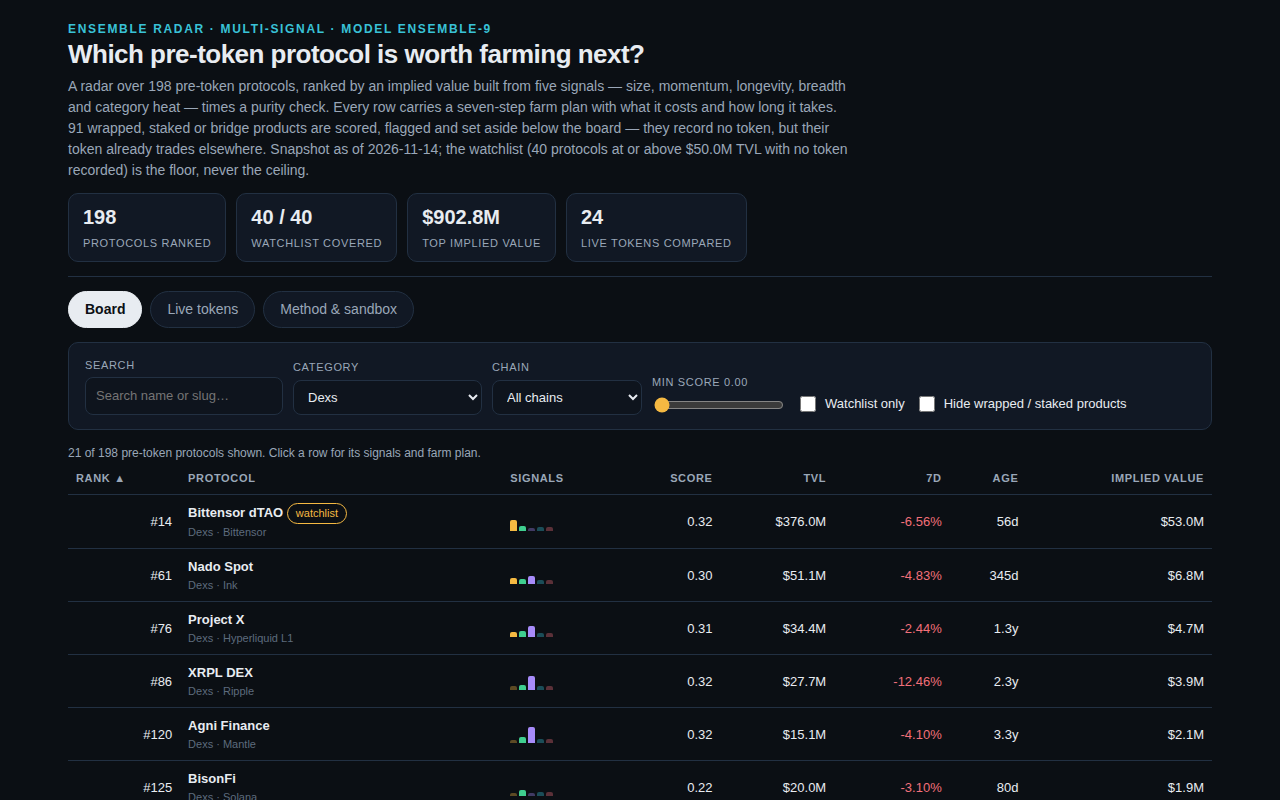 ENSEMBLE RADAR · MULTI-SIGNAL · MODEL ENSEMBLE-9
Which pre-token protocol is worth farming next?
A radar over 198 pre-token protocols, ranked by an implied value built from five signals — size, momentum, longevity, breadth
and category heat — times a purity check. Every row carries a seven-step farm plan with what it costs and how long it takes.
91 wrapped, staked or bridge products are scored, flagged and set aside below the board — they record no token, but their
token already trades elsewhere. Snapshot as of 2026-11-14; the watchlist (40 protocols at or above $50.0M TVL with no token
recorded) is the floor, never the ceiling.
198 40 / 40 $902.8M 24
PROTOCOLS RANKED WATCHLIST COVERED TOP IMPLIED VALUE LIVE TOKENS COMPARED
Board Live tokens Method & sandbox
SEARCH CATEGORY CHAIN MIN SCORE 0.00
Search name or slug… Dexs All chains Watchlist only Hide wrapped / staked products
21 of 198 pre-token protocols shown. Click a row for its signals and farm plan.
RANK ▲ PROTOCOL SIGNALS SCORE TVL 7D AGE IMPLIED VALUE
#14 Bittensor dTAO watchlist 0.32 $376.0M -6.56% 56d $53.0M
Dexs · Bittensor
#61 Nado Spot 0.30 $51.1M -4.83% 345d $6.8M
Dexs · Ink
#76 Project X 0.31 $34.4M -2.44% 1.3y $4.7M
Dexs · Hyperliquid L1
#86 XRPL DEX 0.32 $27.7M -12.46% 2.3y $3.9M
Dexs · Ripple
#120 Agni Finance 0.32 $15.1M -4.10% 3.3y $2.1M
Dexs · Mantle
#125 BisonFi 0.22 $20.0M -3.10% 80d $1.9M
Dexs · Solana